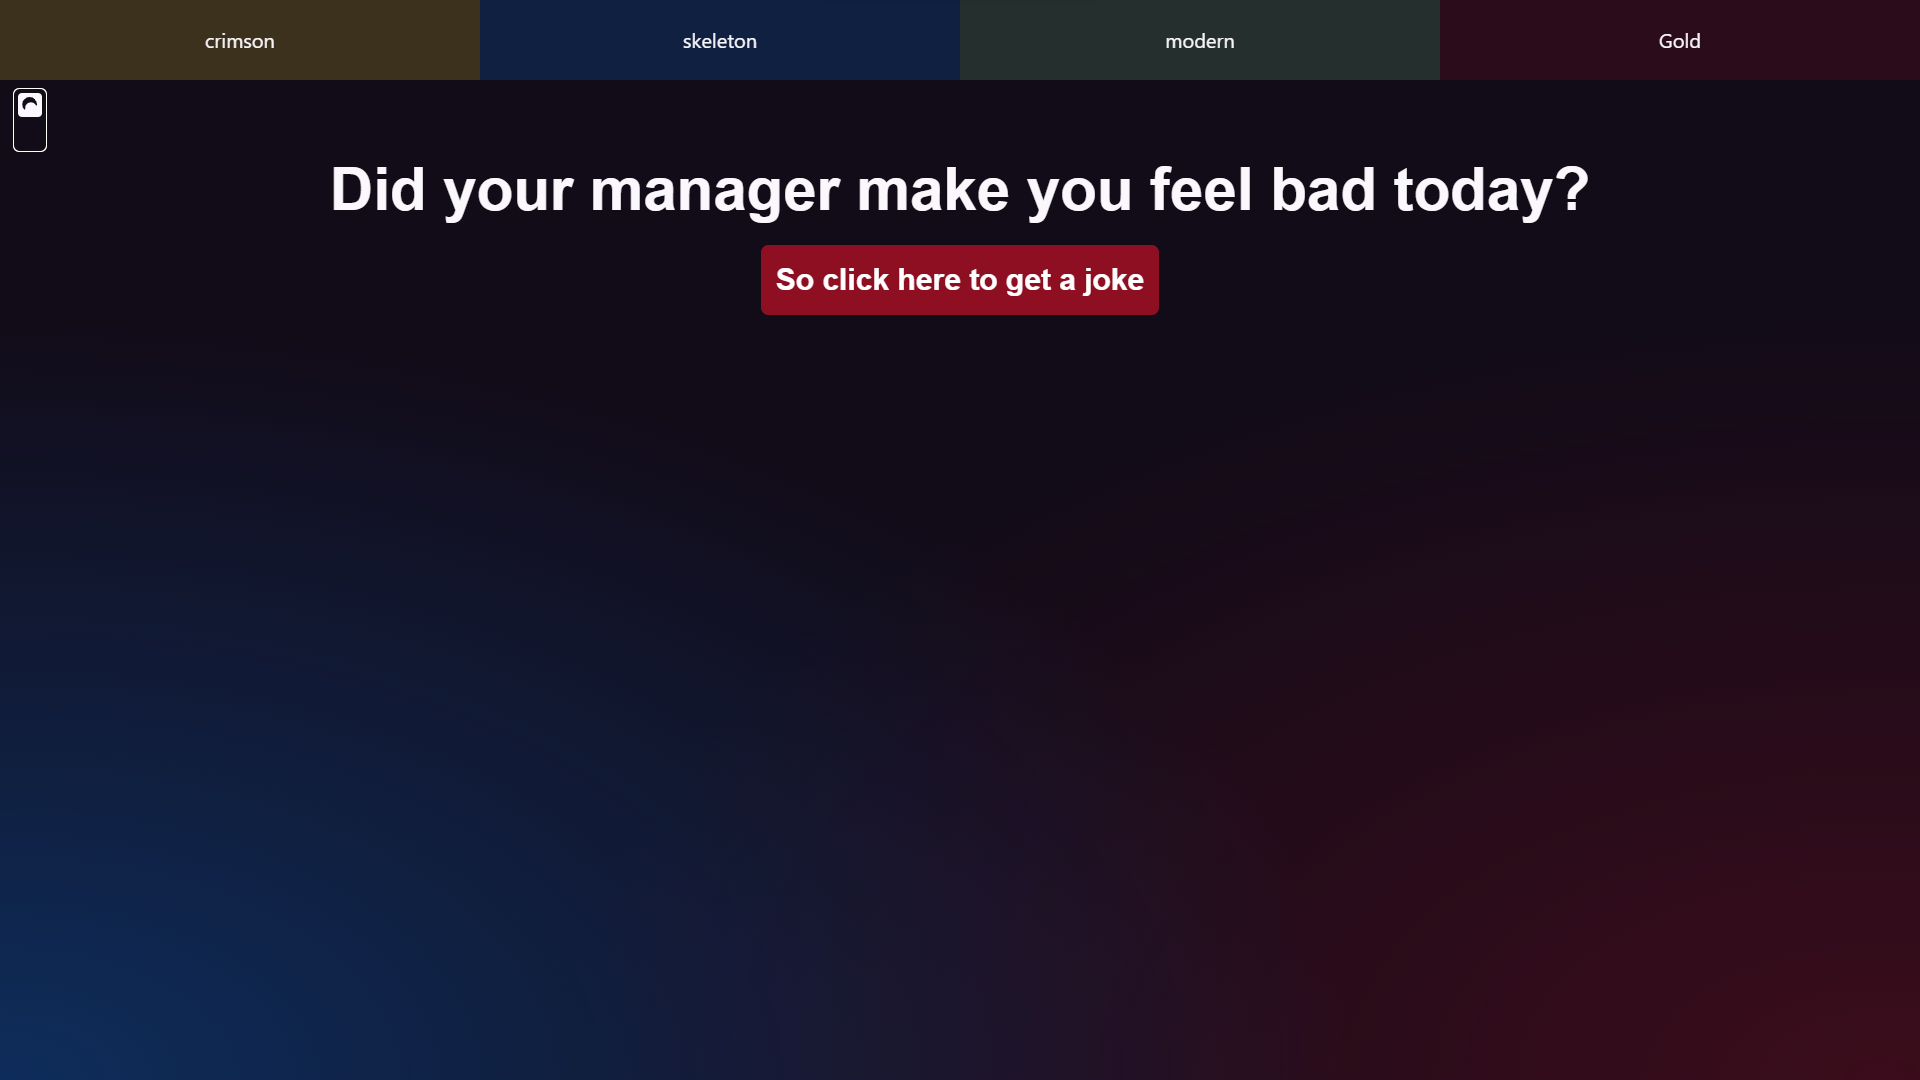 crimson
skeleton
modern
Gold
Did your manager make you feel bad today?
So click here to get a joke